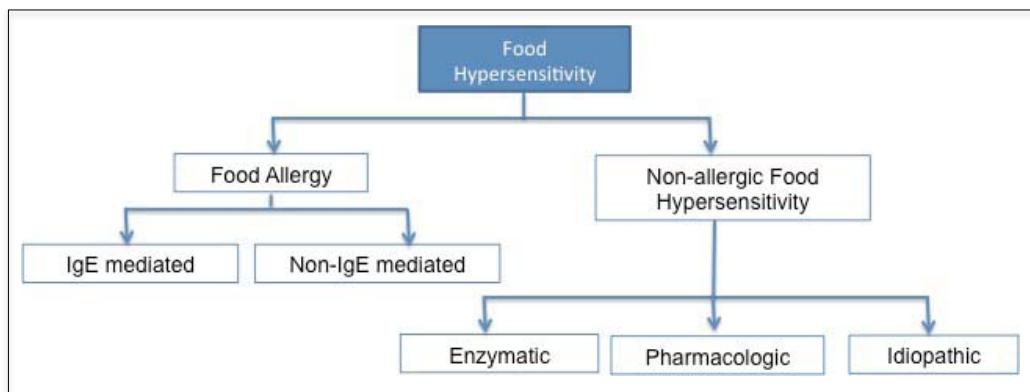 Food
Hypersensitivity
Food Allergy
Non-allergic Food
Hypersensitivity
IgE mediated
Non-IgE mediated
Enzymatic
Pharmacologic
Idiopathic